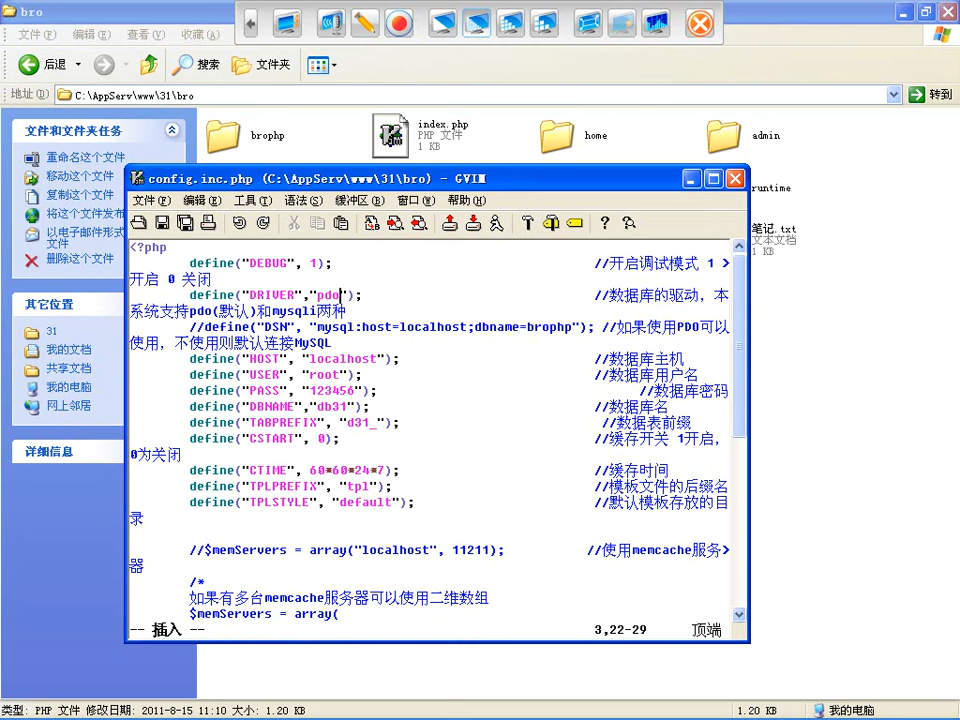 bro
文件(F) 编辑(E) 查看(V) 收藏(A)
后退 搜索 文件夹
地址(D) C:\AppServ\www\31\bro 转到
文件和文件夹任务
重命名这个文件
移动这个文件
复制这个文件
将这个文件发布
以电子邮件形式
文件
删除这个文件
其它位置
31
我的文档
共享文档
我的电脑
网上邻居
详细信息
brophp
index.php
PHP 文件
1 KB
home
admin
runtime
笔记.txt
文本文档
1 KB
config.inc.php (C:\AppServ\www\31\bro) - GVIM
文件(F) 编辑(E) 工具(T) 语法(S) 缓冲区(B) 窗口(W) 帮助(H)
<?php
define("DEBUG", 1); //开启调试模式 1 >
开启 0 关闭
define("DRIVER","pdo"); //数据库的驱动，本
系统支持pdo(默认)和mysqli两种
//define("DSN", "mysql:host=localhost;dbname=brophp"); //如果使用PDO可以
使用，不使用则默认连接MySQL
define("HOST", "localhost"); //数据库主机
define("USER", "root"); //数据库用户名
define("PASS", "123456"); //数据库密码
define("DBNAME","db31"); //数据库名
define("TABPREFIX", "d31_"); //数据表前缀
define("CSTART", 0); //缓存开关 1开启，
0为关闭
define("CTIME", 60*60*24*7); //缓存时间
define("TPLPREFIX", "tpl"); //模板文件的后缀名
define("TPLSTYLE", "default"); //默认模板存放的目
录
//$memServers = array("localhost", 11211); //使用memcache服务>
器
/*
如果有多台memcache服务器可以使用二维数组
$memServers = array(
-- 插入 -- 3,22-29 顶端
类型: PHP 文件 修改日期: 2011-8-15 11:10 大小: 1.20 KB 1.20 KB 我的电脑